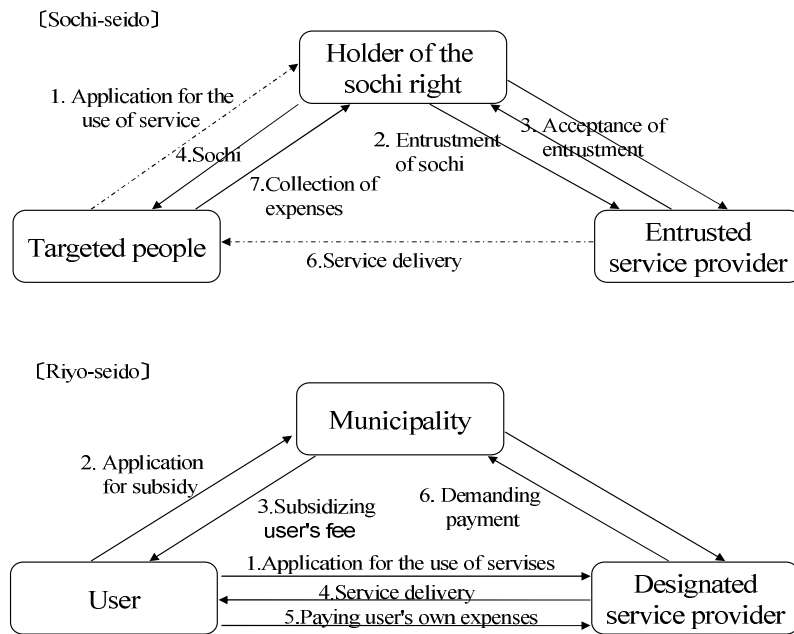 〔Sochi-seido〕
Holder of the
sochi right
1. Application for the
use of service
3. Acceptance of
entrustment
2. Entrustment
of sochi
4.Sochi
7.Collection of
expenses
Targeted people
Entrusted
service provider
6.Service delivery
〔Riyo-seido〕
Municipality
2. Application
for subsidy
3.Subsidizing
user's fee
6. Demanding
payment
1.Application for the use of servises
User
4.Service delivery
Designated
service provider
5.Paying user's own expenses